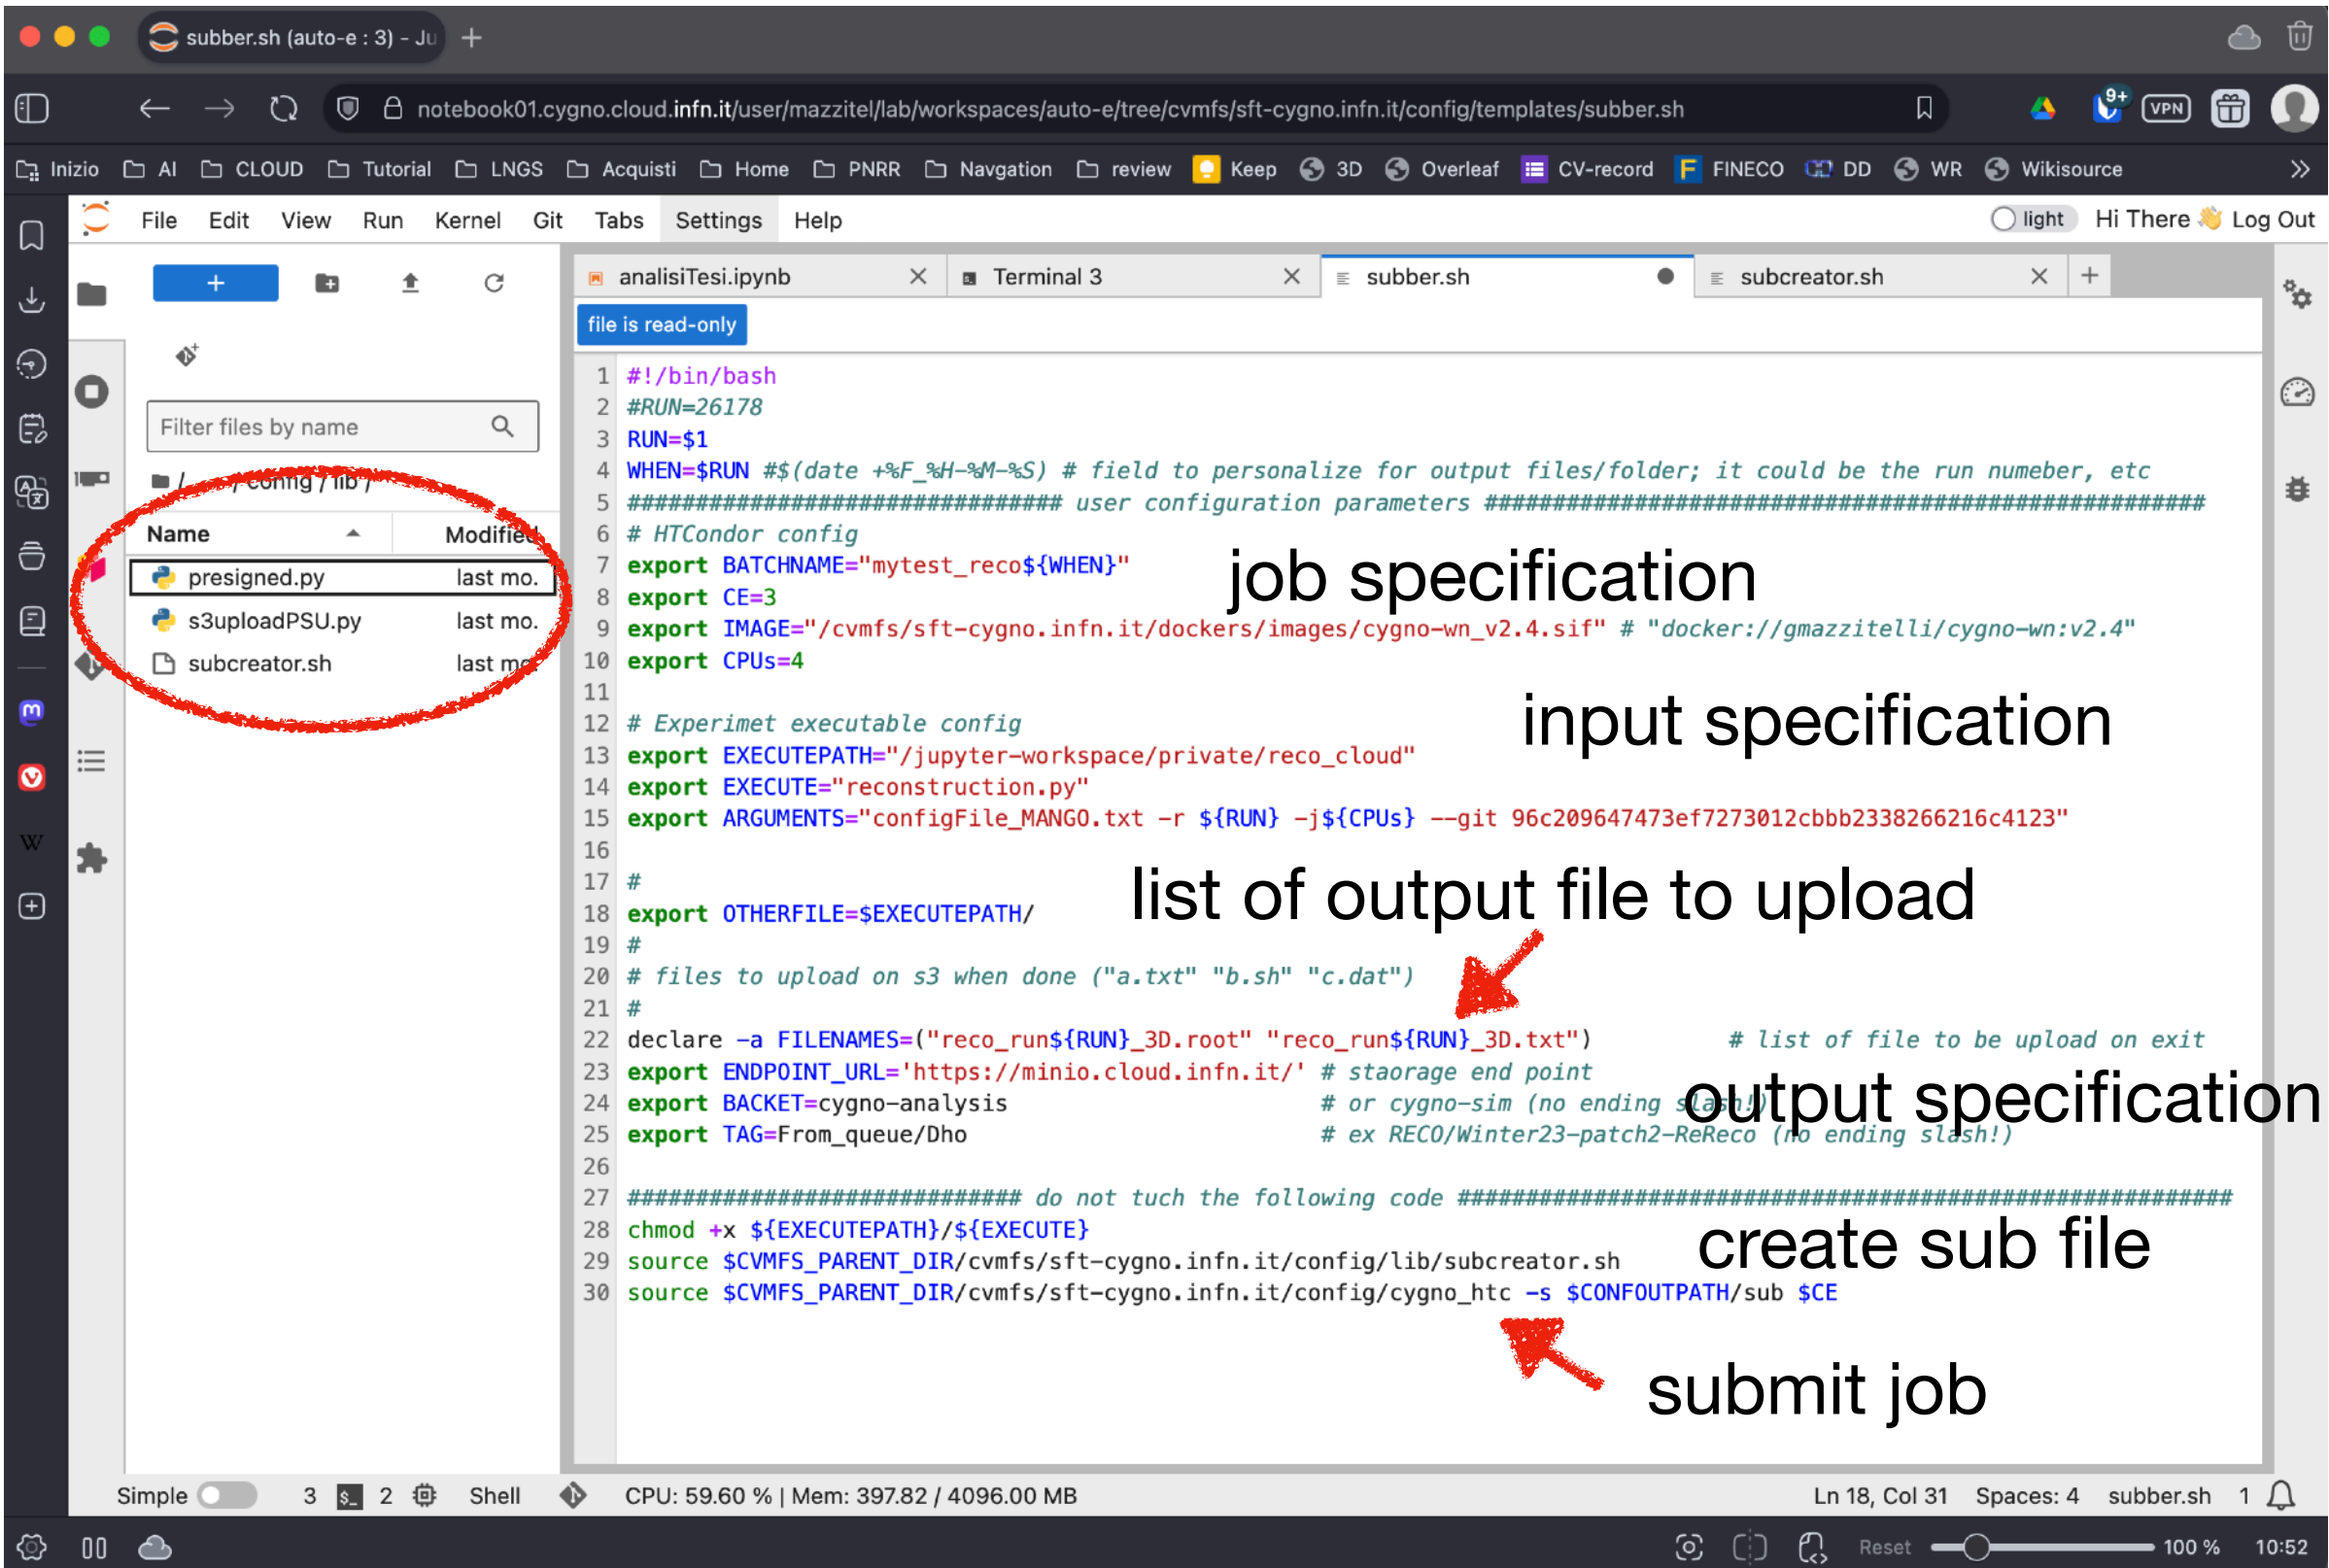 subber.sh (auto-e : 3) - Ju
notebook01.cygno.cloud.infn.it/user/mazzitel/lab/workspaces/auto-e/tree/cvmfs/sft-cygno.infn.it/config/templates/subber.sh
9+
VPN
Inizio AI CLOUD Tutorial LNGS Acquisti Home PNRR Navgation review Keep 3D Overleaf CV-record FINECO DD WR Wikisource
File Edit View Run Kernel Git Tabs Settings Help
light Hi There 👋 Log Out
analisiTesi.ipynb Terminal 3 subber.sh subcreator.sh
file is read-only
Filter files by name
/ config / lib /
Name Modified
presigned.py last mo.
s3uploadPSU.py last mo.
subcreator.sh last mo.
1 #!/bin/bash
2 #RUN=26178
3 RUN=$1
4 WHEN=$RUN #$(date +%F_%H-%M-%S) # field to personalize for output files/folder; it could be the run numeber, etc
5 ################################ user configuration parameters #####################################################
6 # HTCondor config
7 export BATCHNAME="mytest_reco${WHEN}"
job specification
8 export CE=3
9 export IMAGE="/cvmfs/sft-cygno.infn.it/dockers/images/cygno-wn_v2.4.sif" # "docker://gmazzitelli/cygno-wn:v2.4"
10 export CPUs=4
11
input specification
12 # Experimet executable config
13 export EXECUTEPATH="/jupyter-workspace/private/reco_cloud"
14 export EXECUTE="reconstruction.py"
15 export ARGUMENTS="configFile_MANGO.txt -r ${RUN} -j${CPUs} --git 96c209647473ef7273012cbbb2338266216c4123"
16
17 #
list of output file to upload
18 export OTHERFILE=$EXECUTEPATH/
19 #
20 # files to upload on s3 when done ("a.txt" "b.sh" "c.dat")
21 #
22 declare -a FILENAMES=("reco_run${RUN}_3D.root" "reco_run${RUN}_3D.txt") # list of file to be upload on exit
23 export ENDPOINT_URL='https://minio.cloud.infn.it/' # staorage end point
24 export BACKET=cygno-analysis # or cygno-sim (no ending slash!)
output specification
25 export TAG=From_queue/Dho # ex RECO/Winter23-patch2-ReReco (no ending slash!)
26
27 ############################# do not tuch the following code #########################################################
28 chmod +x ${EXECUTEPATH}/${EXECUTE}
create sub file
29 source $CVMFS_PARENT_DIR/cvmfs/sft-cygno.infn.it/config/lib/subcreator.sh
30 source $CVMFS_PARENT_DIR/cvmfs/sft-cygno.infn.it/config/cygno_htc -s $CONFOUTPATH/sub $CE
submit job
Simple 3 2 Shell CPU: 59.60 % | Mem: 397.82 / 4096.00 MB Ln 18, Col 31 Spaces: 4 subber.sh 1
Reset 100 % 10:52